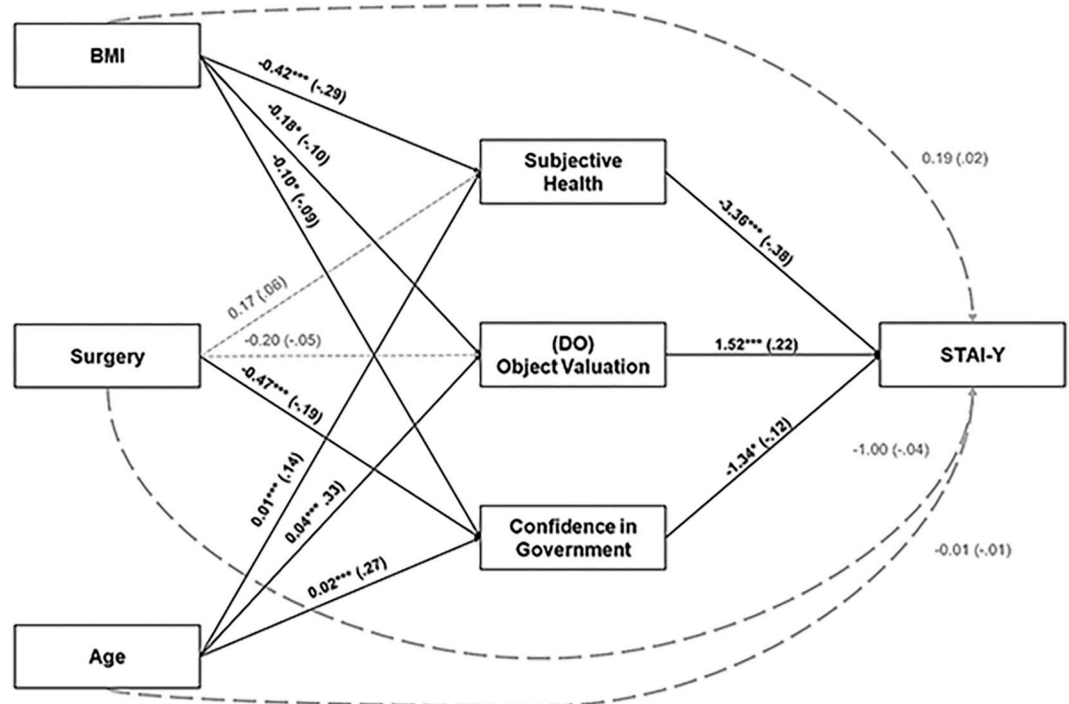 BMI
-0.42*** (-.29)
-0.18* (-.10)
-0.10* (-.09)
Subjective
Health
0.19 (.02)
-3.36*** (-.38)
0.17 (.06)
Surgery
-0.20 (-.05)
(DO)
Object Valuation
1.52*** (.22)
STAI-Y
-0.47*** (-.19)
-1.34* (-.12)
-1.00 (-.04)
0.01*** (.14)
0.04*** .33)
Confidence in
Government
0.02*** (.27)
-0.01 (-.01)
Age